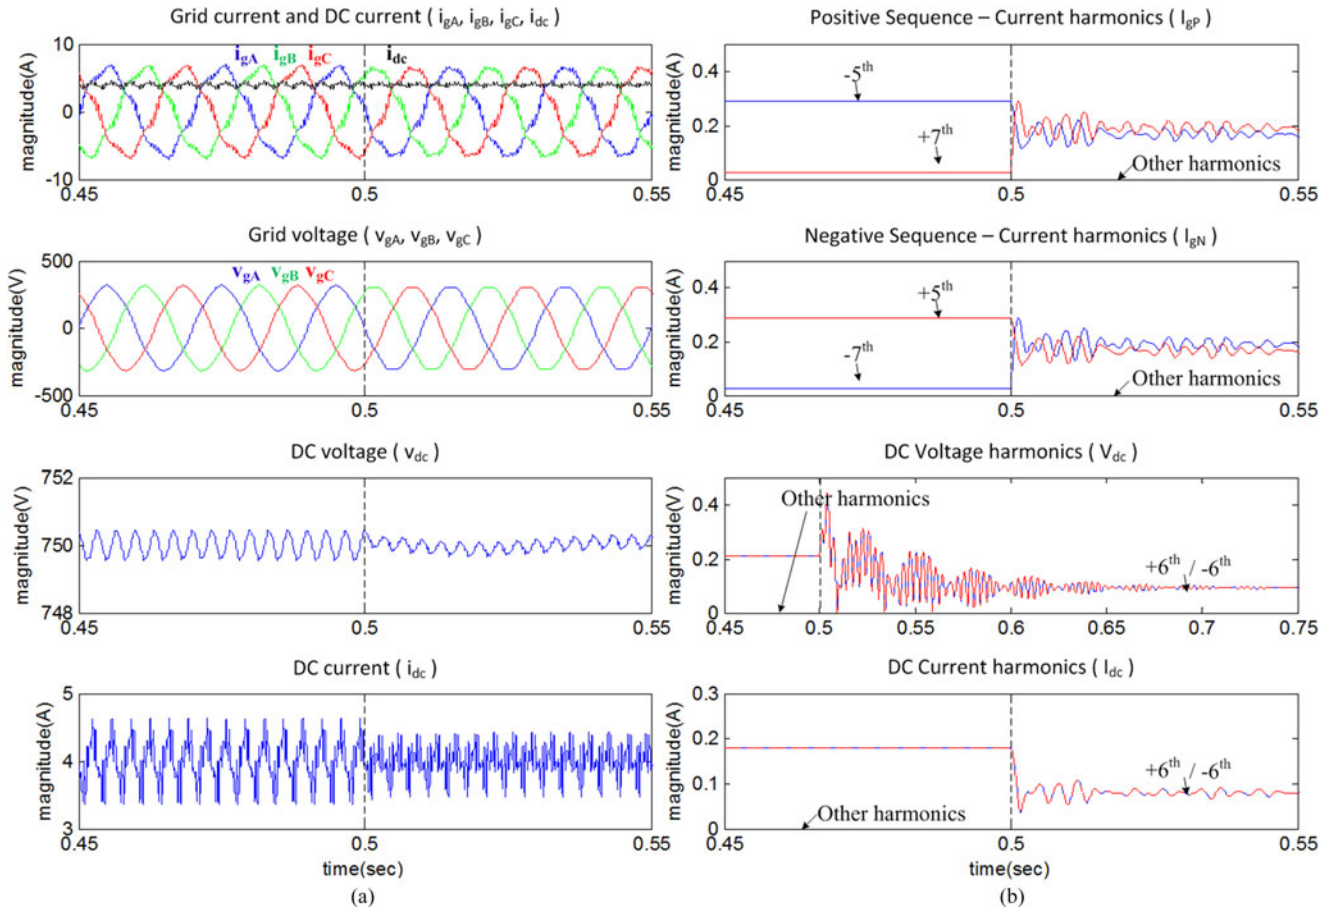 Grid current and DC current ( igA, igB, igC, idc )
magnitude(A)
10
0
-10
igA igB igC idc
0.45 0.5 0.55
Grid voltage ( vgA, vgB, vgC )
magnitude(V)
500
0
-500
vgA vgB vgC
0.45 0.5 0.55
DC voltage ( vdc )
magnitude(V)
752
750
748
0.45 0.5 0.55
DC current ( idc )
magnitude(A)
5
4
3
0.45 0.5 0.55
time(sec)
(a)
Positive Sequence – Current harmonics ( IgP )
magnitude(A)
0.4
0.2
0
-5th
+7th
Other harmonics
0.45 0.5 0.55
Negative Sequence – Current harmonics ( IgN )
magnitude(A)
0.4
0.2
0
+5th
-7th
Other harmonics
0.45 0.5 0.55
DC Voltage harmonics ( Vdc )
magnitude(V)
0.4
0.2
0
Other harmonics
+6th / -6th
0.45 0.5 0.55 0.6 0.65 0.7 0.75
DC Current harmonics ( Idc )
magnitude(A)
0.3
0.2
0.1
0
+6th / -6th
Other harmonics
0.45 0.5 0.55
time(sec)
(b)